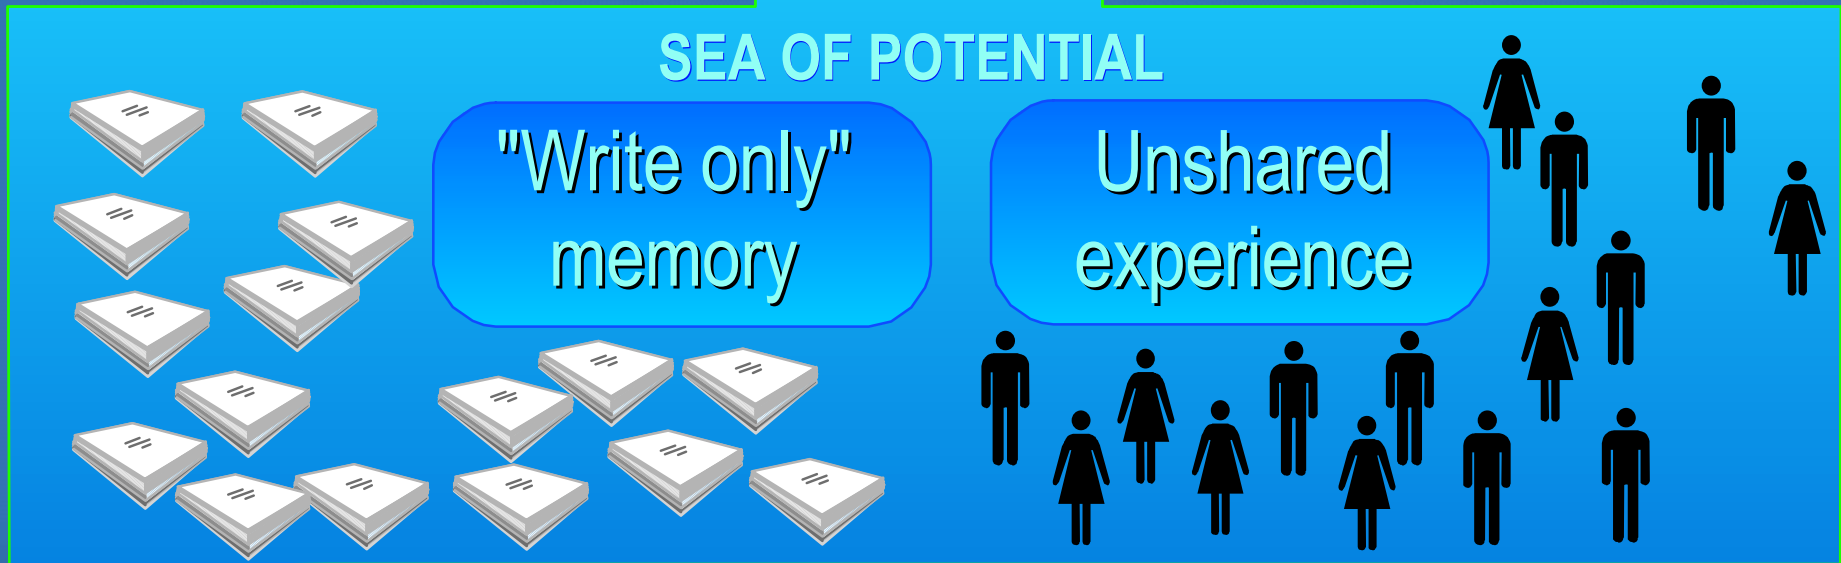 SEA OF POTENTIAL
"Write only"
memory
Unshared
experience